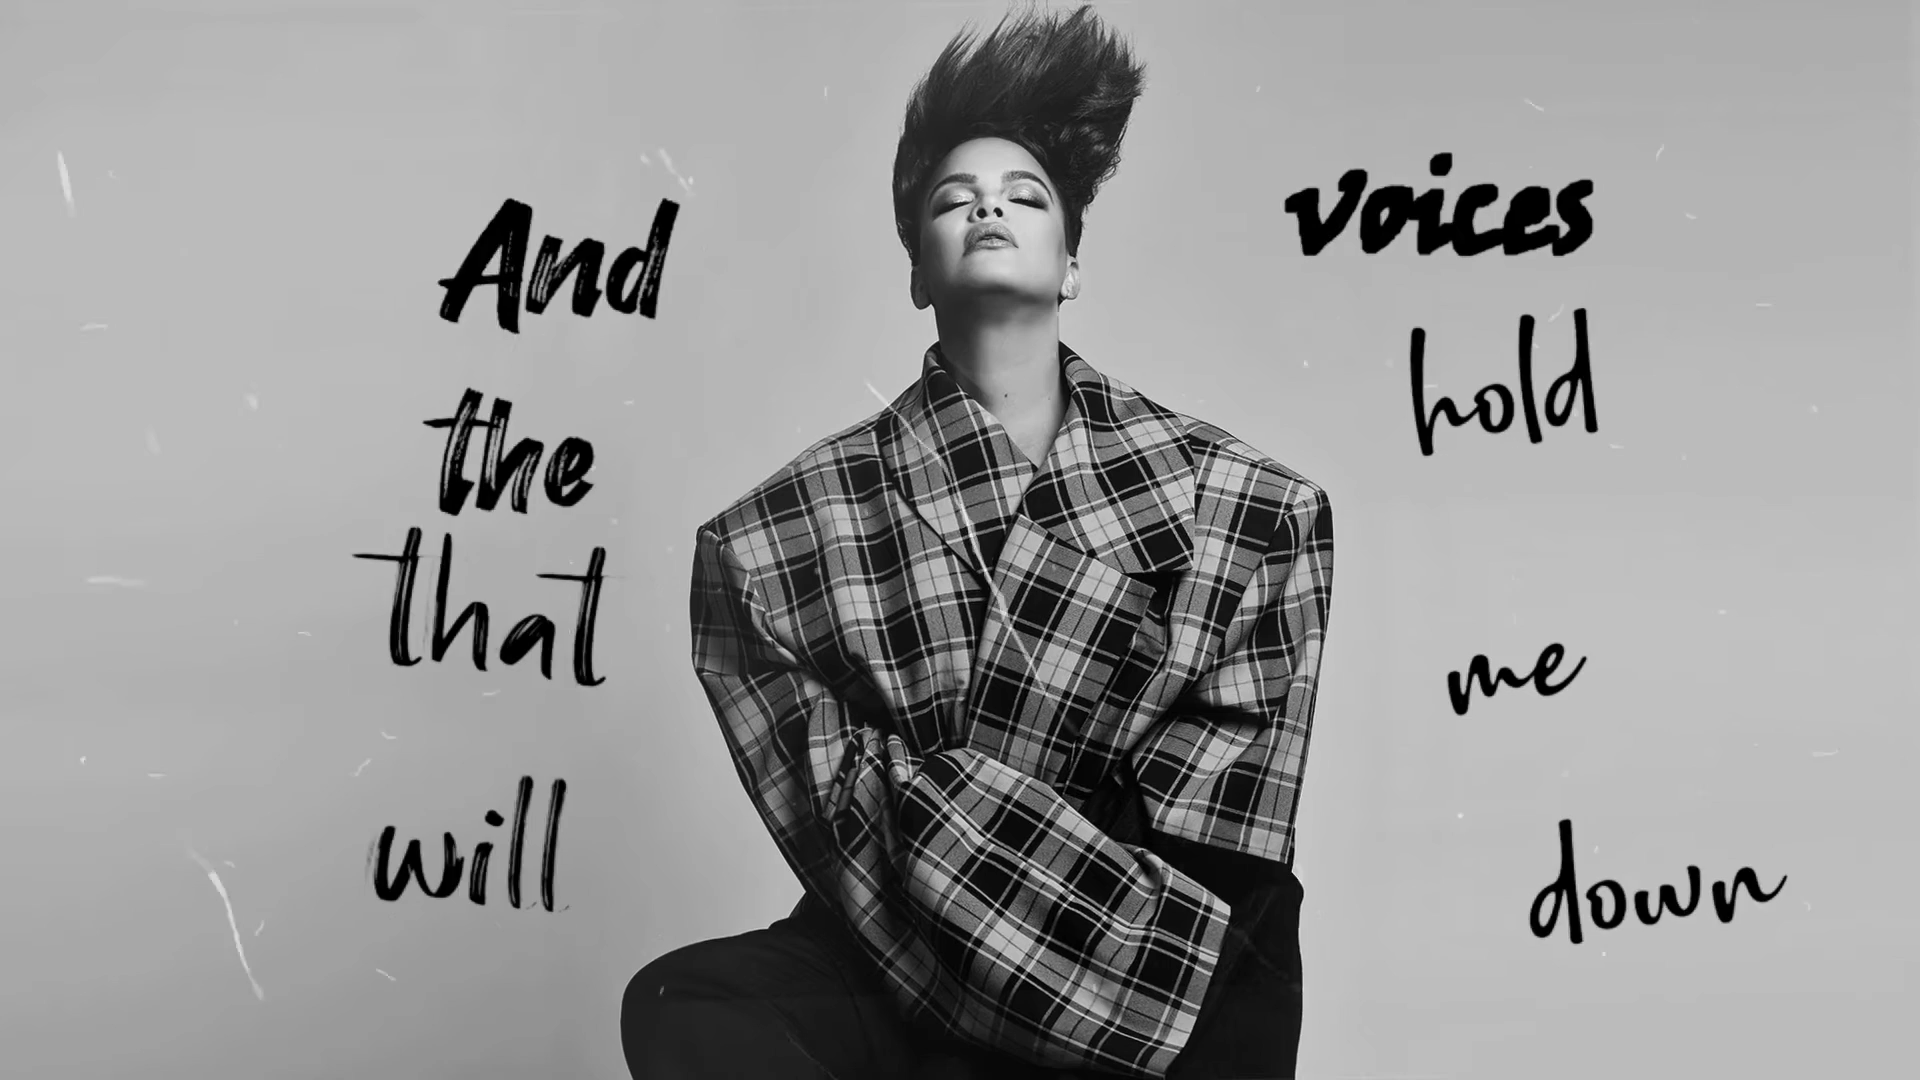 And
the
that
will
voices
hold
me
down